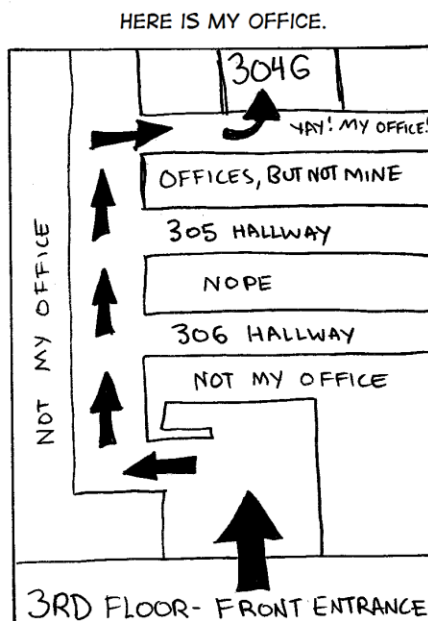 HERE IS MY OFFICE.
304G
YAY! MY OFFICE!
OFFICES, BUT NOT MINE
305 HALLWAY
NOPE
306 HALLWAY
NOT MY OFFICE
NOT MY OFFICE
3RD FLOOR- FRONT ENTRANCE